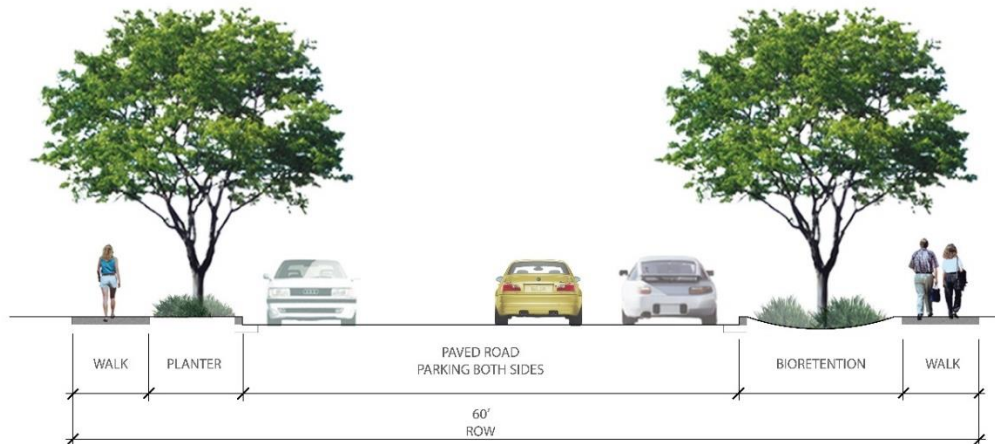 WALK
PLANTER
PAVED ROAD
PARKING BOTH SIDES
BIORETENTION
WALK
60'
ROW